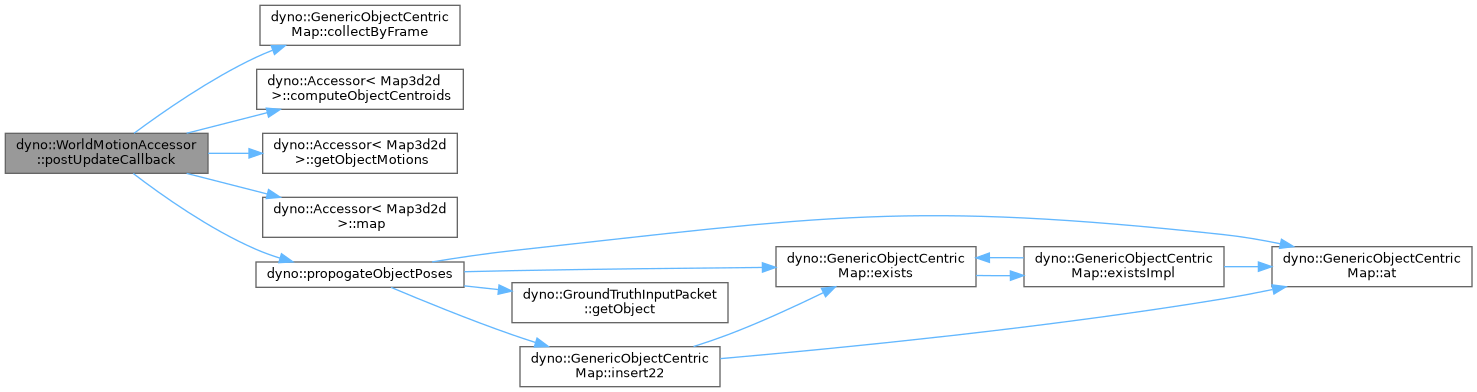 dyno::WorldMotionAccessor
::postUpdateCallback
dyno::GenericObjectCentric
Map::collectByFrame
dyno::Accessor< Map3d2d
>::computeObjectCentroids
dyno::Accessor< Map3d2d
>::getObjectMotions
dyno::Accessor< Map3d2d
>::map
dyno::propogateObjectPoses
dyno::GenericObjectCentric
Map::exists
dyno::GroundTruthInputPacket
::getObject
dyno::GenericObjectCentric
Map::insert22
dyno::GenericObjectCentric
Map::existsImpl
dyno::GenericObjectCentric
Map::at